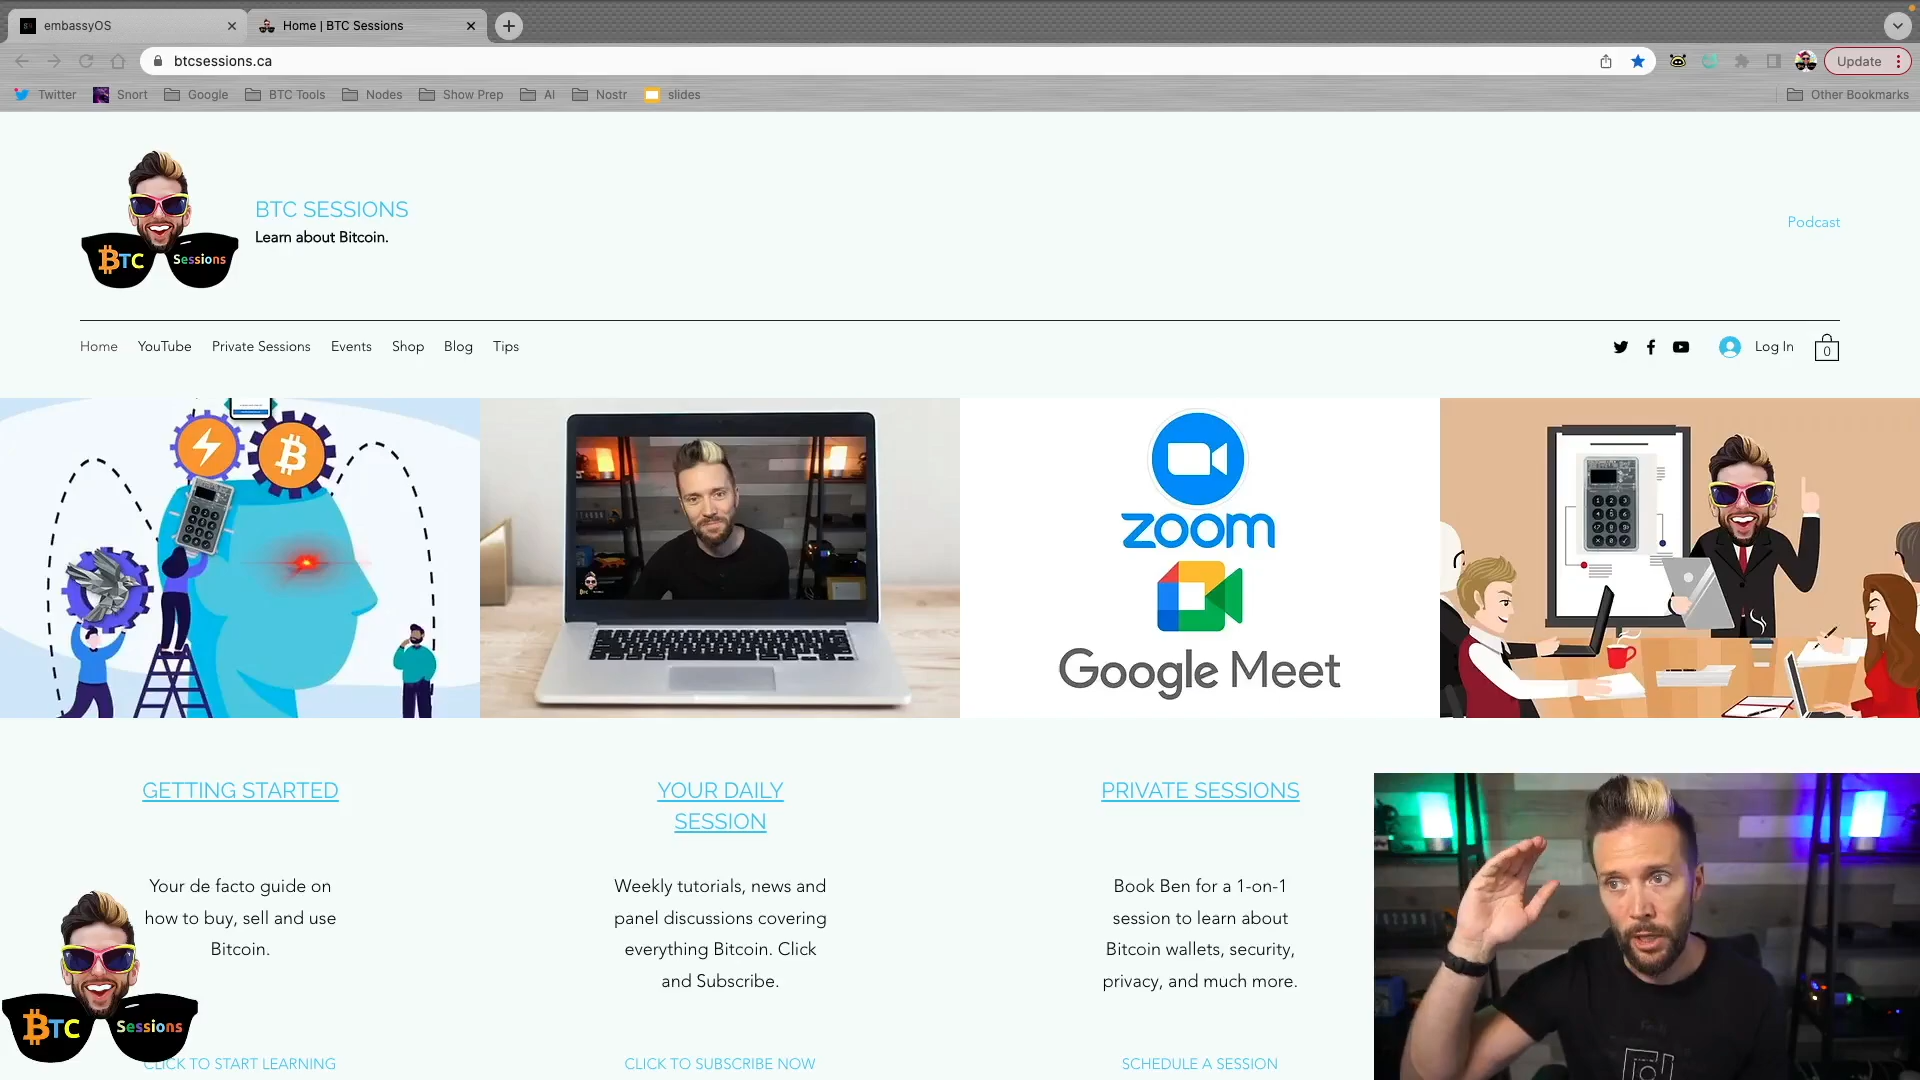 embassyOS
Home | BTC Sessions
btcsessions.ca
Update
Twitter
Snort
Google
BTC Tools
Nodes
Show Prep
AI
Nostr
slides
Other Bookmarks
BTC Sessions
BTC SESSIONS
Learn about Bitcoin.
Podcast
Home
YouTube
Private Sessions
Events
Shop
Blog
Tips
Log In
0
zoom
Google Meet
GETTING STARTED
Your de facto guide on
how to buy, sell and use
Bitcoin.
CLICK TO START LEARNING
YOUR DAILY
SESSION
Weekly tutorials, news and
panel discussions covering
everything Bitcoin. Click
and Subscribe.
CLICK TO SUBSCRIBE NOW
PRIVATE SESSIONS
Book Ben for a 1-on-1
session to learn about
Bitcoin wallets, security,
privacy, and much more.
SCHEDULE A SESSION
BTC Sessions